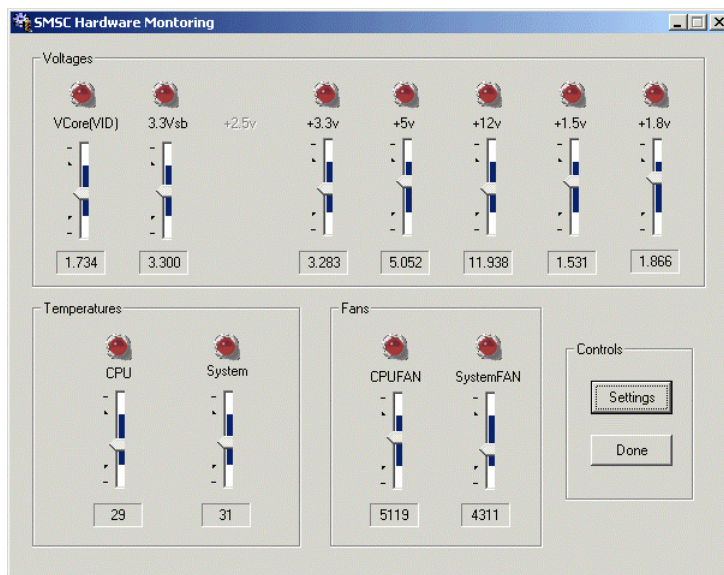 SMSC Hardware Montoring
Voltages
VCore(VID) 3.3Vsb +2.5v +3.3v +5v +12v +1.5v +1.8v
1.734 3.300 3.283 5.052 11.938 1.531 1.866
Temperatures
CPU System
29 31
Fans
CPUFAN SystemFAN
5119 4311
Controls
Settings
Done